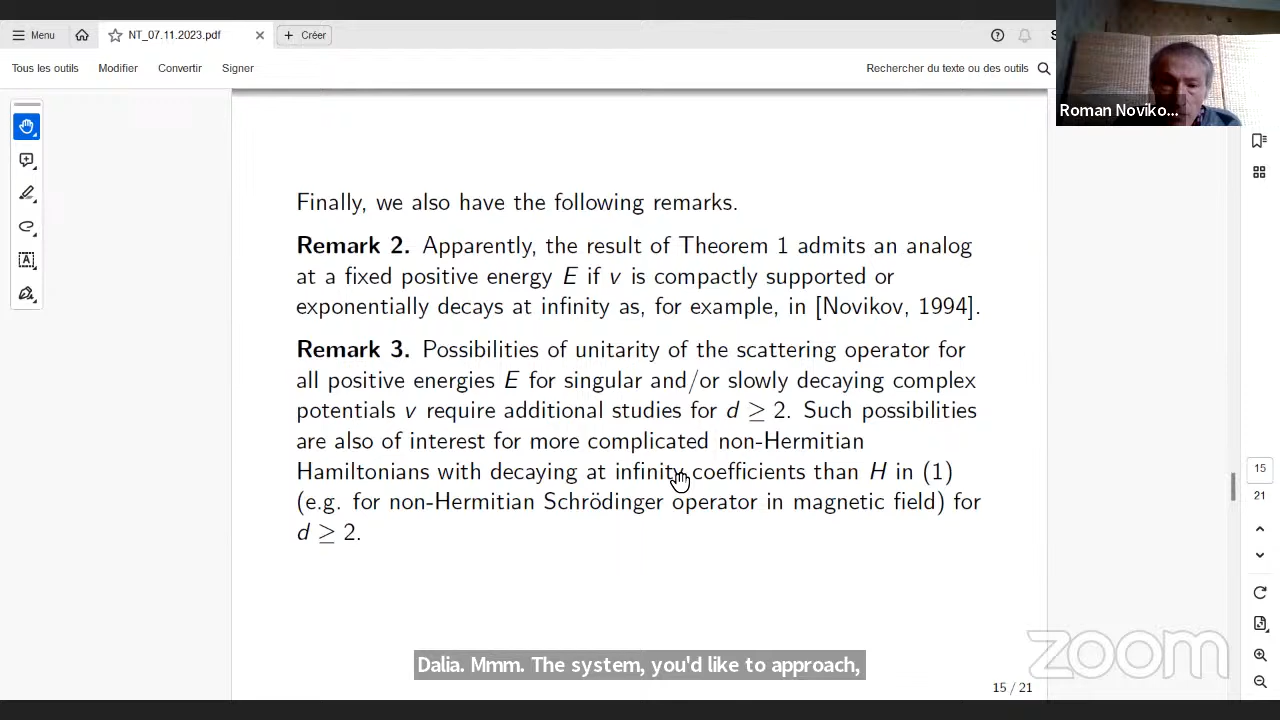 Menu
NT_07.11.2023.pdf
Créer
Tous les outils
Modifier
Convertir
Signer
Rechercher du texte ou des outils
Roman Noviko...
Finally, we also have the following remarks.
Remark 2. Apparently, the result of Theorem 1 admits an analog
at a fixed positive energy E if v is compactly supported or
exponentially decays at infinity as, for example, in [Novikov, 1994].
Remark 3. Possibilities of unitarity of the scattering operator for
all positive energies E for singular and/or slowly decaying complex
potentials v require additional studies for d ≥ 2. Such possibilities
are also of interest for more complicated non-Hermitian
Hamiltonians with decaying at infinity coefficients than H in (1)
(e.g. for non-Hermitian Schrödinger operator in magnetic field) for
d ≥ 2.
15
21
zoom
Dalia. Mmm. The system, you'd like to approach,
15 / 21